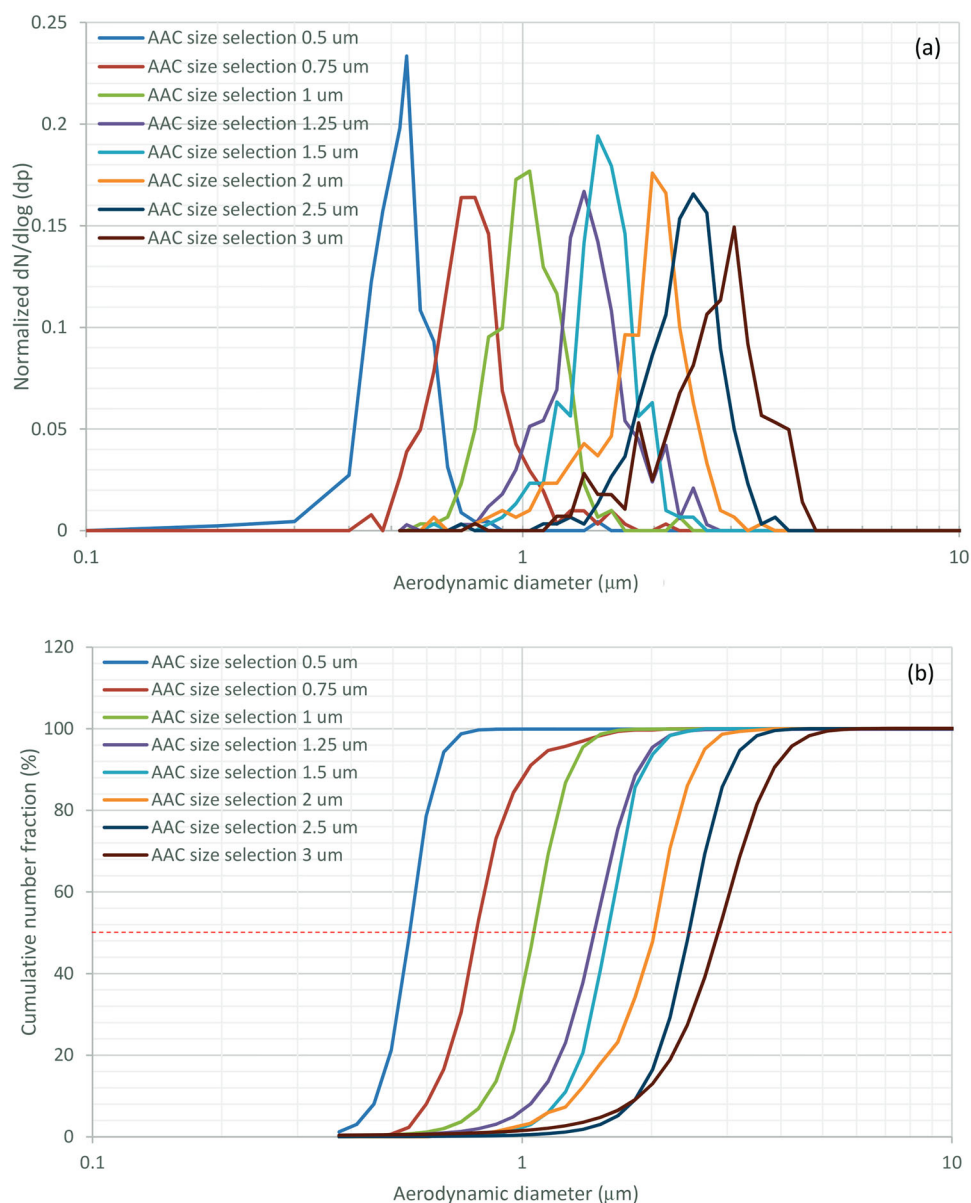 0.25
(a)
AAC size selection 0.5 um
AAC size selection 0.75 um
AAC size selection 1 um
AAC size selection 1.25 um
AAC size selection 1.5 um
AAC size selection 2 um
AAC size selection 2.5 um
AAC size selection 3 um
0.2
0.15
0.1
0.05
0
Normalized dN/dlog (dp)
0.1
1
10
Aerodynamic diameter (μm)
120
(b)
AAC size selection 0.5 um
AAC size selection 0.75 um
AAC size selection 1 um
AAC size selection 1.25 um
AAC size selection 1.5 um
AAC size selection 2 um
AAC size selection 2.5 um
AAC size selection 3 um
100
80
60
40
20
0
Cumulative number fraction (%)
0.1
1
10
Aerodynamic diameter (μm)